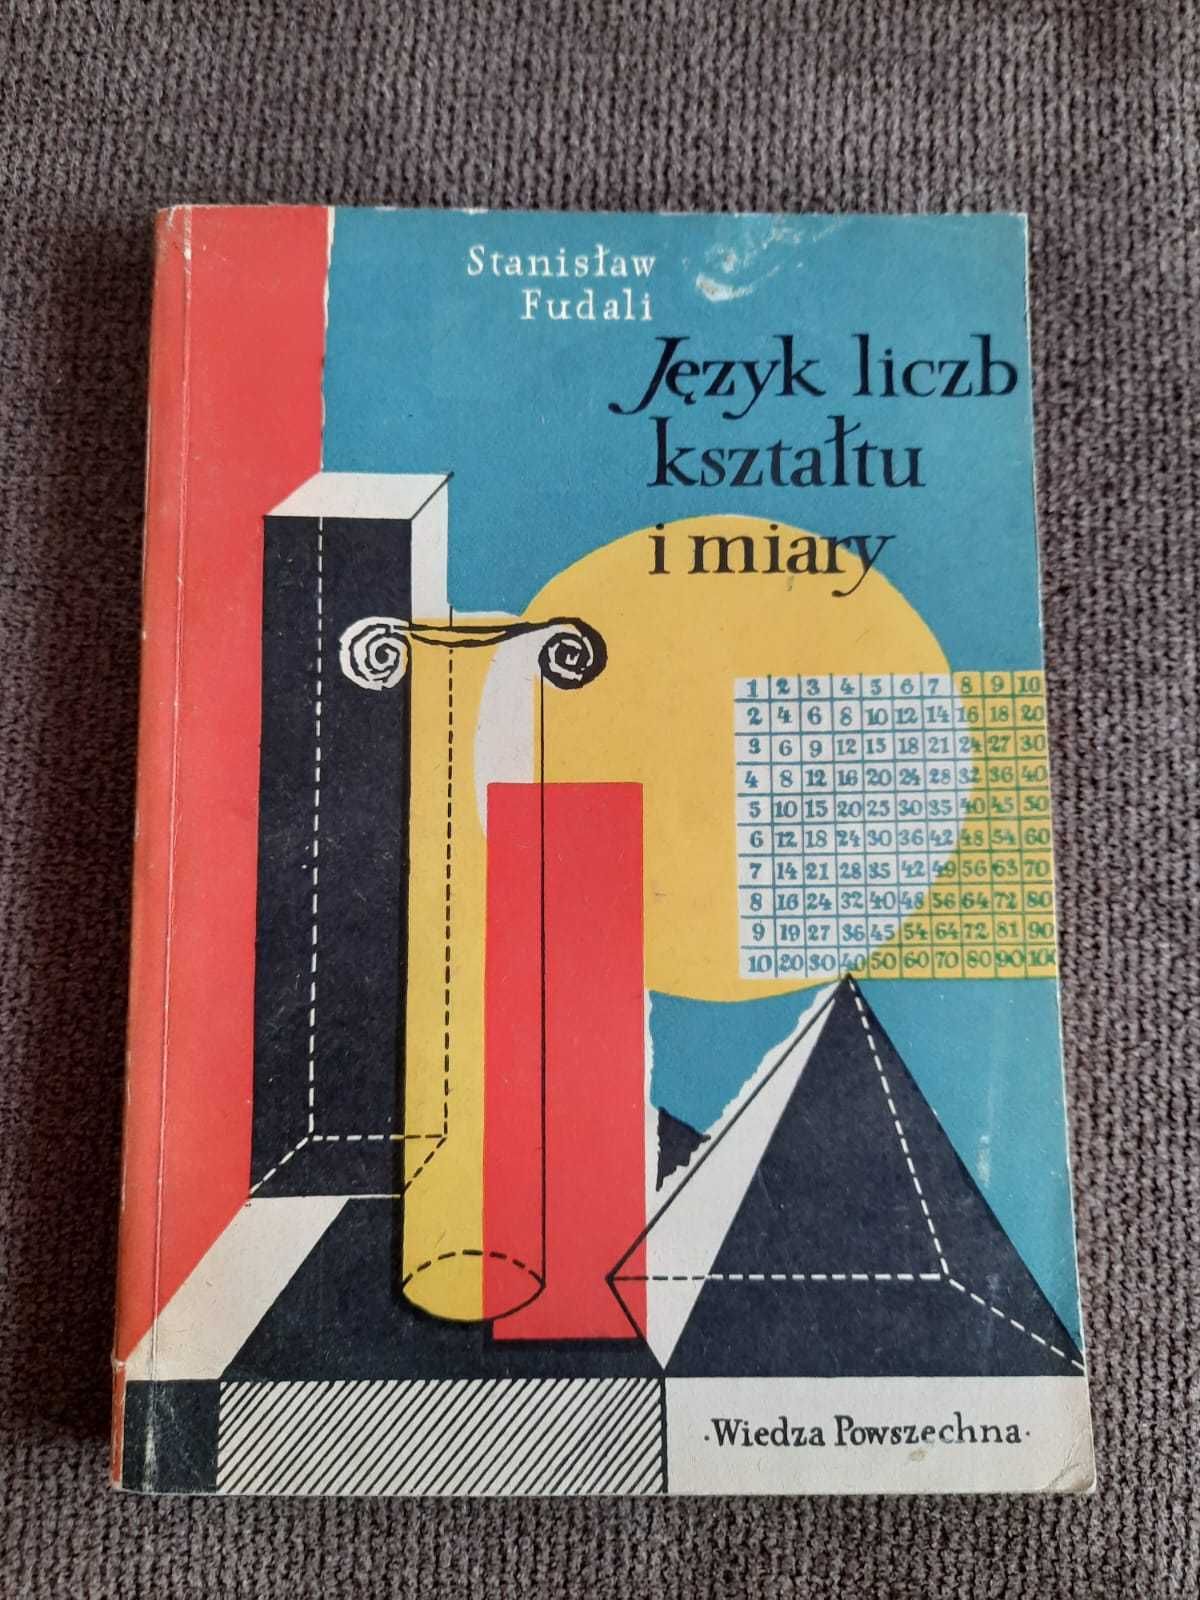 Stanisław
Fudali
Język liczb
kształtu
i miary
1 2 3 4 5 6 7 8 9 10
2 4 6 8 10 12 14 16 18 20
3 6 9 12 15 18 21 24 27 30
4 8 12 16 20 24 28 32 36 40
5 10 15 20 25 30 35 40 45 50
6 12 18 24 30 36 42 48 54 60
7 14 21 28 35 42 49 56 63 70
8 16 24 32 40 48 56 64 72 80
9 19 27 36 45 54 64 72 81 90
10 20 30 40 50 60 70 80 90 100
·Wiedza Powszechna·